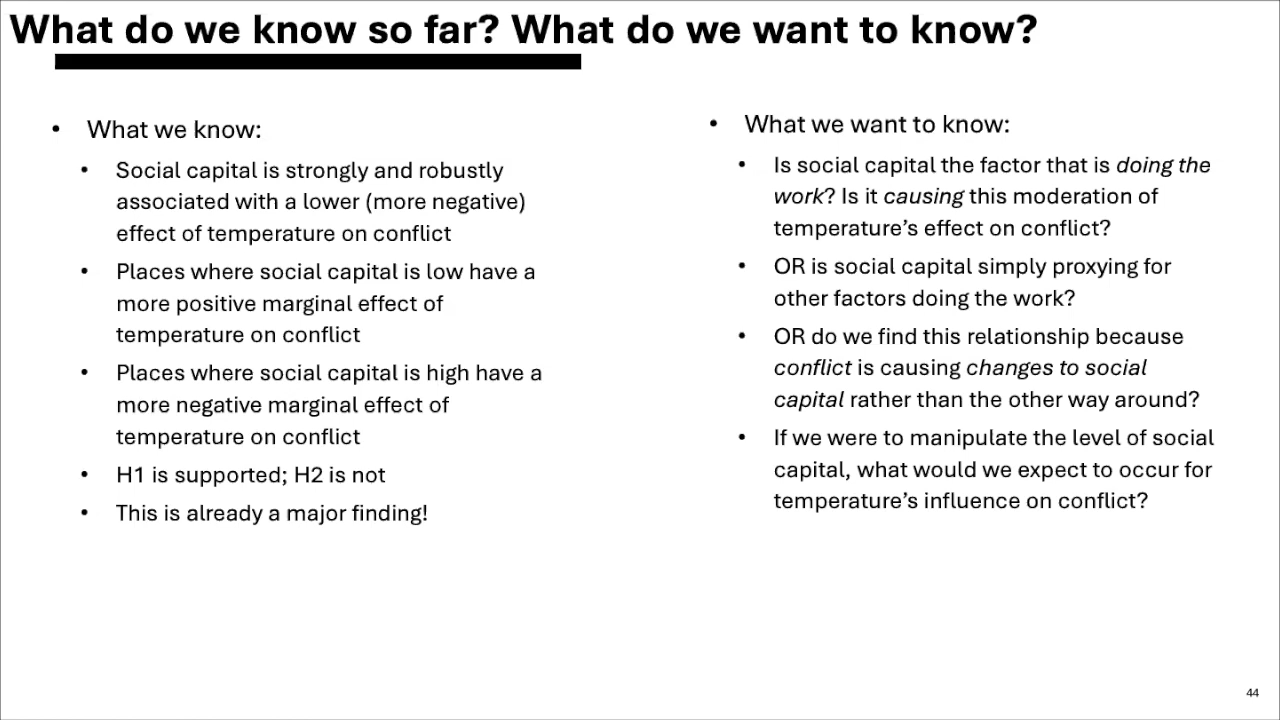 What do we know so far? What do we want to know?
• What we know:
• Social capital is strongly and robustly
associated with a lower (more negative)
effect of temperature on conflict
• Places where social capital is low have a
more positive marginal effect of
temperature on conflict
• Places where social capital is high have a
more negative marginal effect of
temperature on conflict
• H1 is supported; H2 is not
• This is already a major finding!
• What we want to know:
• Is social capital the factor that is doing the
work? Is it causing this moderation of
temperature’s effect on conflict?
• OR is social capital simply proxying for
other factors doing the work?
• OR do we find this relationship because
conflict is causing changes to social
capital rather than the other way around?
• If we were to manipulate the level of social
capital, what would we expect to occur for
temperature’s influence on conflict?
44